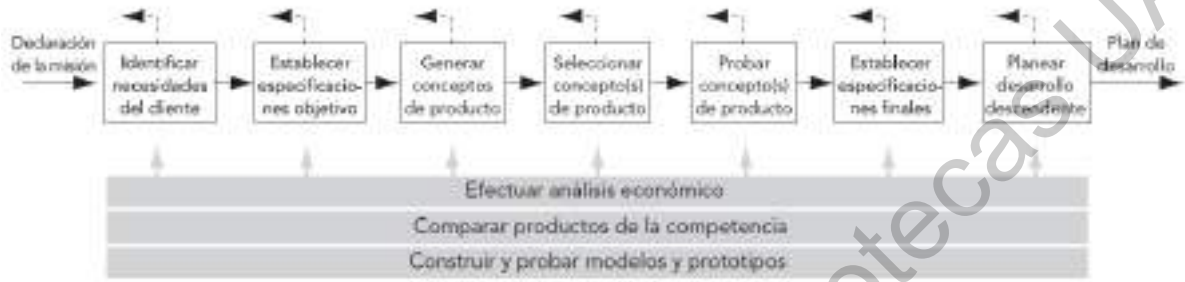 Declaración
de la misión
Identificar
necesidades
del cliente
Establecer
especificacio-
nes objetivo
Generar
conceptos
de producto
Seleccionar
concepto(s)
de producto
Probar
concepto(s)
de producto
Establecer
especificacio-
nes finales
Planear
desarrollo
descendente
Plan de
desarrollo
Efectuar análisis económico
Comparar productos de la competencia
Construir y probar modelos y prototipos